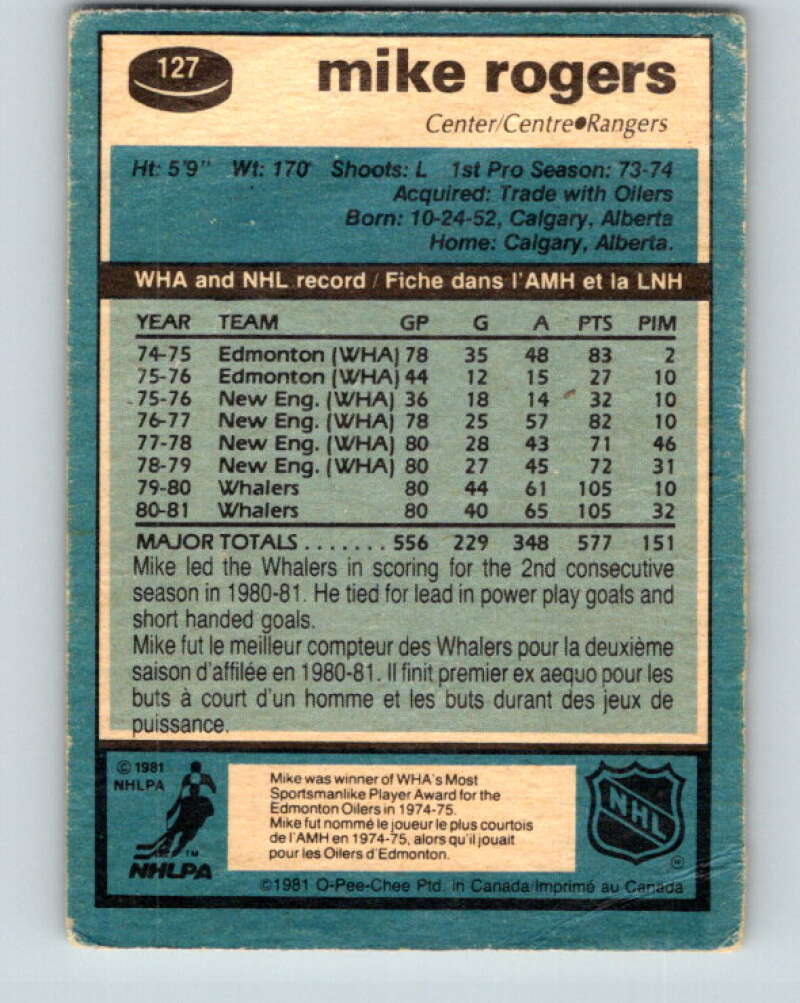 127
mike rogers
Center/Centre●Rangers
Ht: 5'9" Wt: 170 Shoots: L 1st Pro Season: 73-74
Acquired: Trade with Oilers
Born: 10-24-52, Calgary, Alberta
Home: Calgary, Alberta.
WHA and NHL record / Fiche dans l'AMH et la LNH
YEAR TEAM GP G A PTS PIM
74-75 Edmonton (WHA) 78 35 48 83 2
75-76 Edmonton (WHA) 44 12 15 27 10
75-76 New Eng. (WHA) 36 18 14 32 10
76-77 New Eng. (WHA) 78 25 57 82 10
77-78 New Eng. (WHA) 80 28 43 71 46
78-79 New Eng. (WHA) 80 27 45 72 31
79-80 Whalers 80 44 61 105 10
80-81 Whalers 80 40 65 105 32
MAJOR TOTALS ....... 556 229 348 577 151
Mike led the Whalers in scoring for the 2nd consecutive
season in 1980-81. He tied for lead in power play goals and
short handed goals.
Mike fut le meilleur compteur des Whalers pour la deuxième
saison d'affilée en 1980-81. Il finit premier ex aequo pour les
buts à court d'un homme et les buts durant des jeux de
puissance.
© 1981
NHLPA
TM
NHLPA
Mike was winner of WHA's Most
Sportsmanlike Player Award for the
Edmonton Oilers in 1974-75.
Mike fut nommé le joueur le plus courtois
de l'AMH en 1974-75, alors qu'il jouait
pour les Oilers d'Edmonton.
NHL
©1981 O-Pee-Chee Ptd. in Canada/Imprimé au Canada